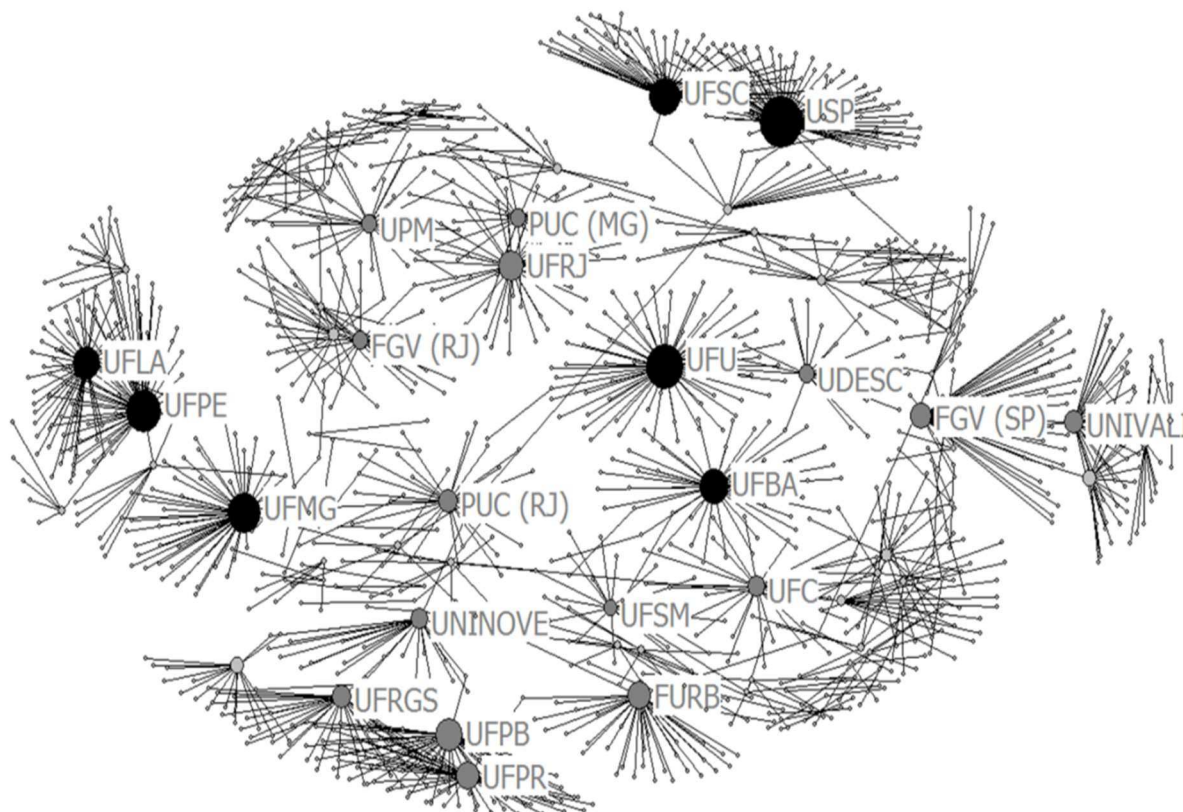 UFSC
USP
UPM
PUC (MG)
UFRJ
FGV (RJ)
UFLA
UFPE
UFU
UDESC
FGV (SP)
UNIVALI
UFMG
PUC (RJ)
UFBA
UNINOVE
UFSM
UFC
UFRGS
UFPB
UFPR
FURB